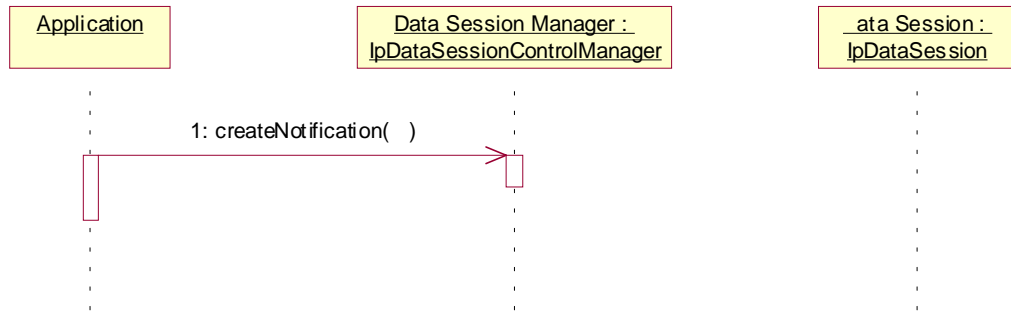 Application
Data Session Manager :
IpDataSessionControlManager
ata Session :
IpDataSession
1: createNotification( )